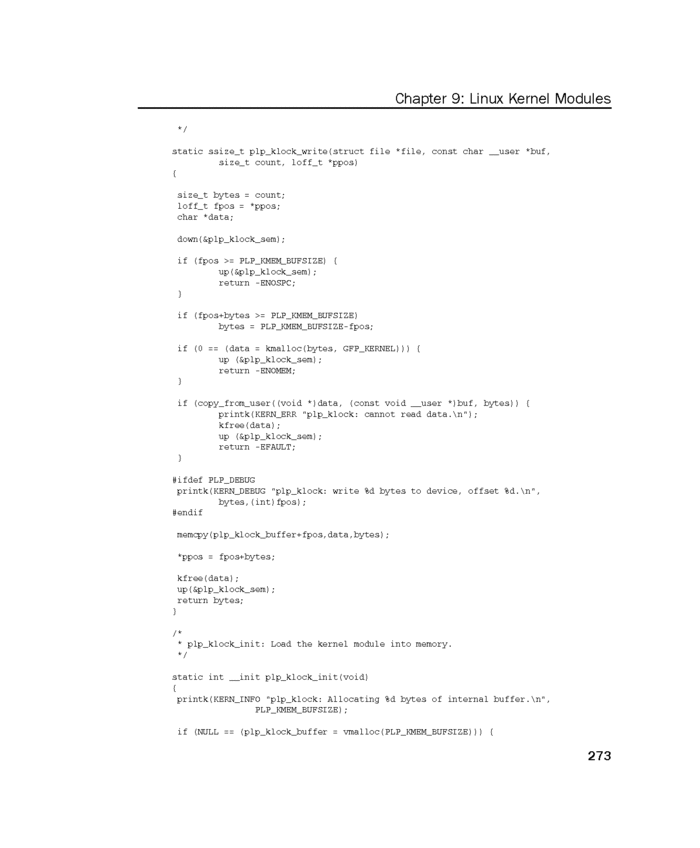 Chapter 9: Linux Kernel Modules
*/
static ssize_t plp_klock_write(struct file *file, const char __user *buf,
size_t count, loff_t *ppos)
{
size_t bytes = count;
loff_t fpos = *ppos;
char *data;
down(&plp_klock_sem);
if (fpos >= PLP_KMEM_BUFSIZE) {
up(&plp_klock_sem);
return -ENOSPC;
}
if (fpos+bytes >= PLP_KMEM_BUFSIZE)
bytes = PLP_KMEM_BUFSIZE-fpos;
if (0 == (data = kmalloc(bytes, GFP_KERNEL))) {
up (&plp_klock_sem);
return -ENOMEM;
}
if (copy_from_user((void *)data, (const void __user *)buf, bytes)) {
printk(KERN_ERR "plp_klock: cannot read data.\n");
kfree(data);
up (&plp_klock_sem);
return -EFAULT;
}
#ifdef PLP_DEBUG
printk(KERN_DEBUG "plp_klock: write %d bytes to device, offset %d.\n",
bytes,(int)fpos);
#endif
memcpy(plp_klock_buffer+fpos,data,bytes);
*ppos = fpos+bytes;
kfree(data);
up(&plp_klock_sem);
return bytes;
}
/*
* plp_klock_init: Load the kernel module into memory.
*/
static int __init plp_klock_init(void)
{
printk(KERN_INFO "plp_klock: Allocating %d bytes of internal buffer.\n",
PLP_KMEM_BUFSIZE);
if (NULL == (plp_klock_buffer = vmalloc(PLP_KMEM_BUFSIZE))) {
273